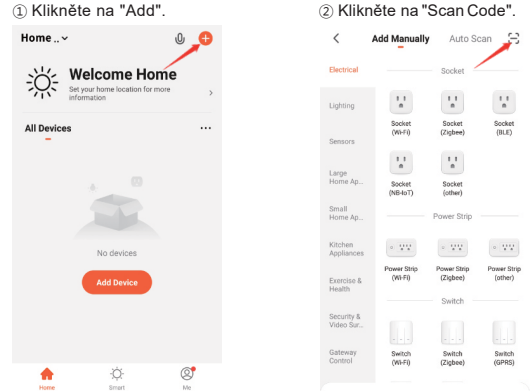 ① Klikněte na "Add".
Home .. 
Welcome Home
Set your home location for more
information
All Devices
No devices
Add Device
Home
Smart
Me
② Klikněte na "Scan Code".
Add Manually
Auto Scan
Electrical
Lighting
Sensors
Large
Home Ap...
Small
Home Ap...
Kitchen
Appliances
Exercise &
Health
Security &
Video Sur...
Gateway
Control
Socket
Socket
(Wi-Fi)
Socket
(Zigbee)
Socket
(BLE)
Socket
(NB-IoT)
Socket
(other)
Power Strip
Power Strip
(Wi-Fi)
Power Strip
(Zigbee)
Power Strip
(other)
Switch
Switch
(Wi-Fi)
Switch
(Zigbee)
Switch
(GPRS)